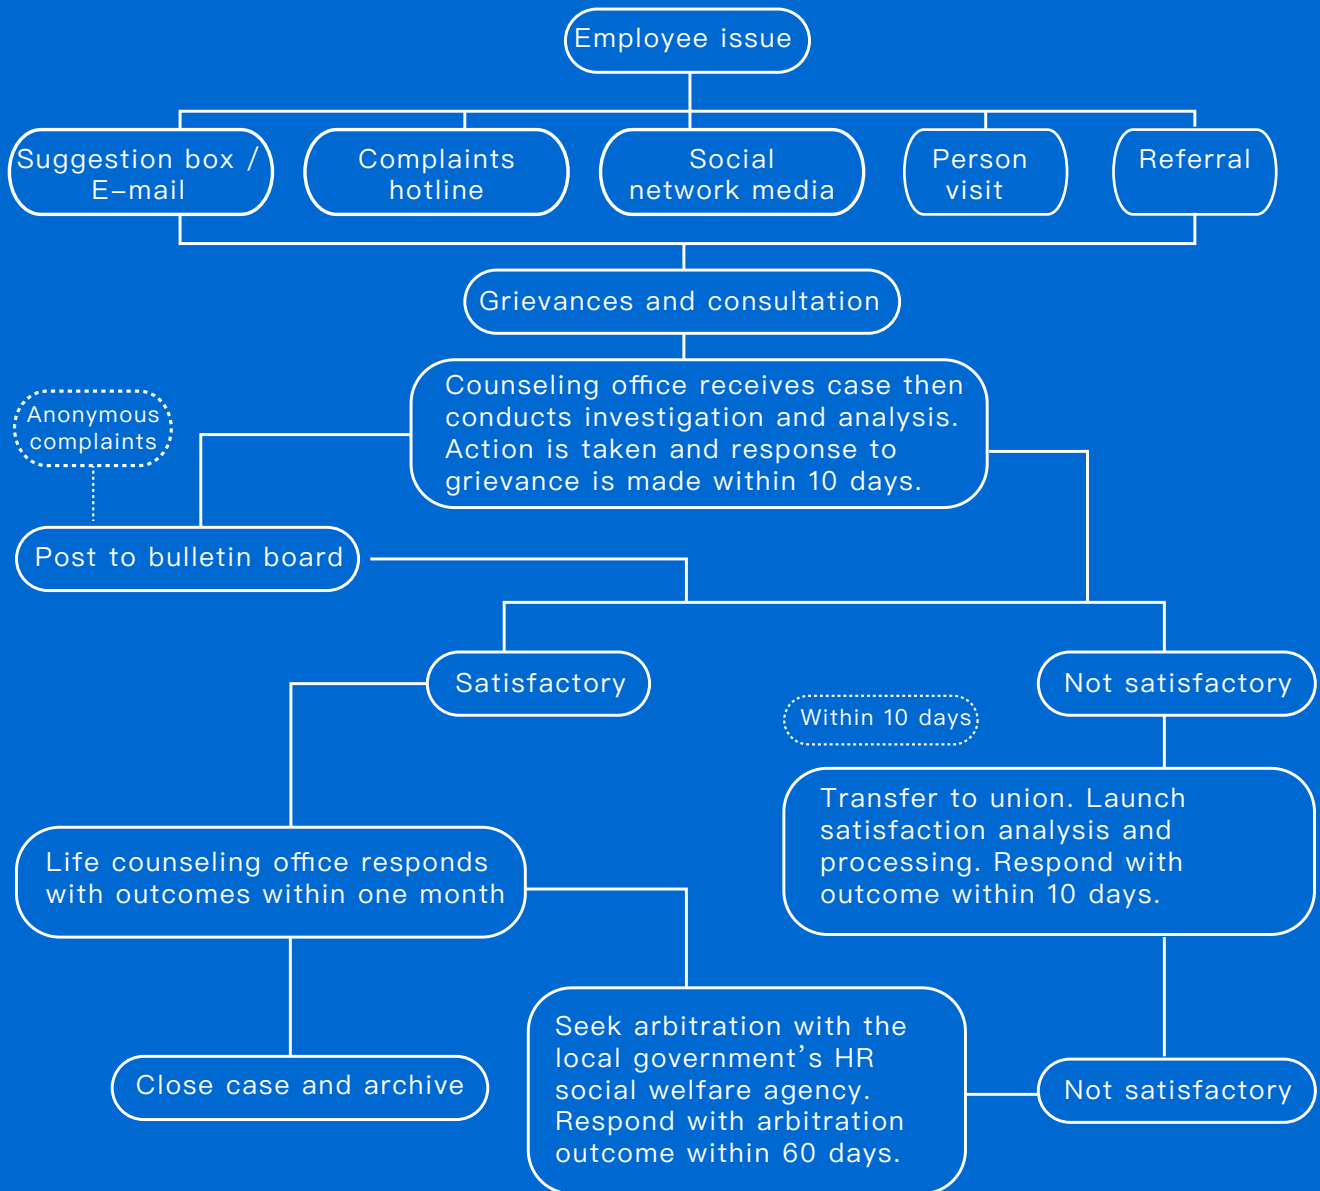 Employee issue
Suggestion box /
E-mail
Complaints
hotline
Social
network media
Person
visit
Referral
Grievances and consultation
Counseling office receives case then
conducts investigation and analysis.
Action is taken and response to
grievance is made within 10 days.
Anonymous
complaints
Post to bulletin board
Satisfactory
Not satisfactory
Within 10 days
Transfer to union. Launch
satisfaction analysis and
processing. Respond with
outcome within 10 days.
Life counseling office responds
with outcomes within one month
Seek arbitration with the
local government’s HR
social welfare agency.
Respond with arbitration
outcome within 60 days.
Close case and archive
Not satisfactory